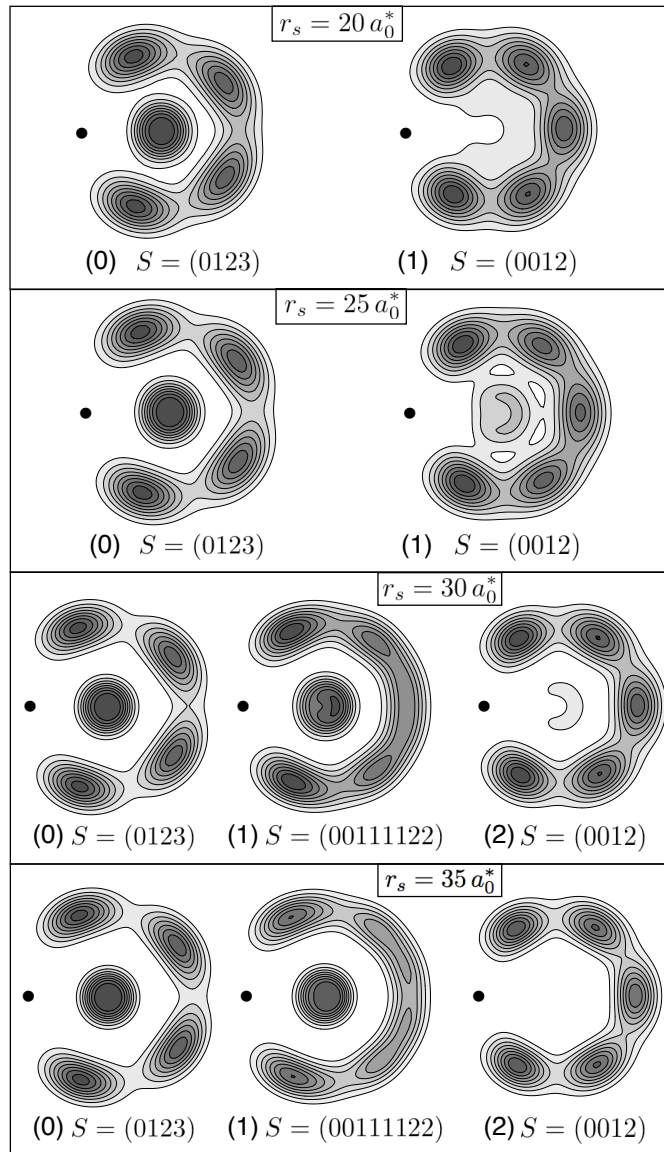 r_s = 20 a_0^*
(0) S = (0123) (1) S = (0012)
r_s = 25 a_0^*
(0) S = (0123) (1) S = (0012)
r_s = 30 a_0^*
(0) S = (0123) (1) S = (00111122) (2) S = (0012)
r_s = 35 a_0^*
(0) S = (0123) (1) S = (00111122) (2) S = (0012)